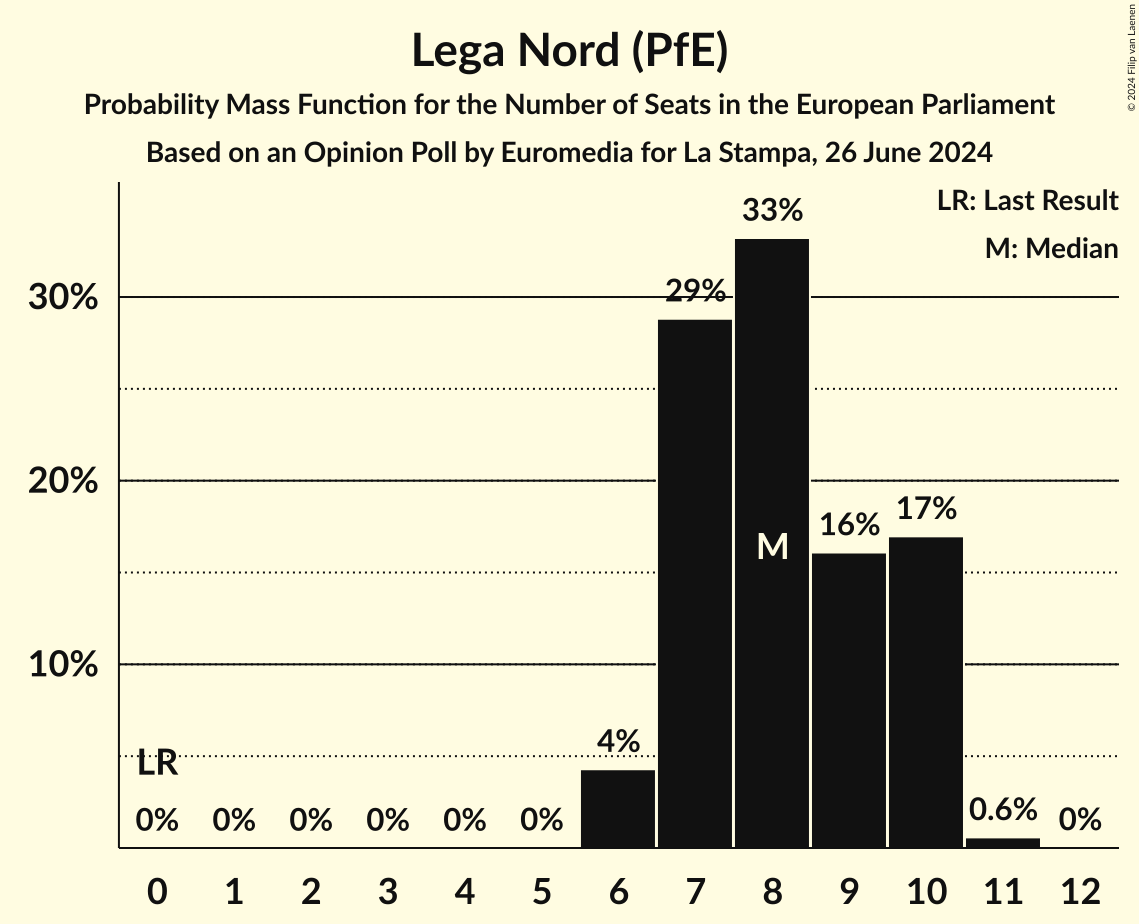 Lega Nord (PfE)
Probability Mass Function for the Number of Seats in the European Parliament
Based on an Opinion Poll by Euromedia for La Stampa, 26 June 2024
© 2024 Filip van Laenen
LR: Last Result
M: Median
30%
20%
10%
33%
29%
17%
16%
M
4%
LR
0% 0% 0% 0% 0% 0% 0.6% 0%
0 1 2 3 4 5 6 7 8 9 10 11 12